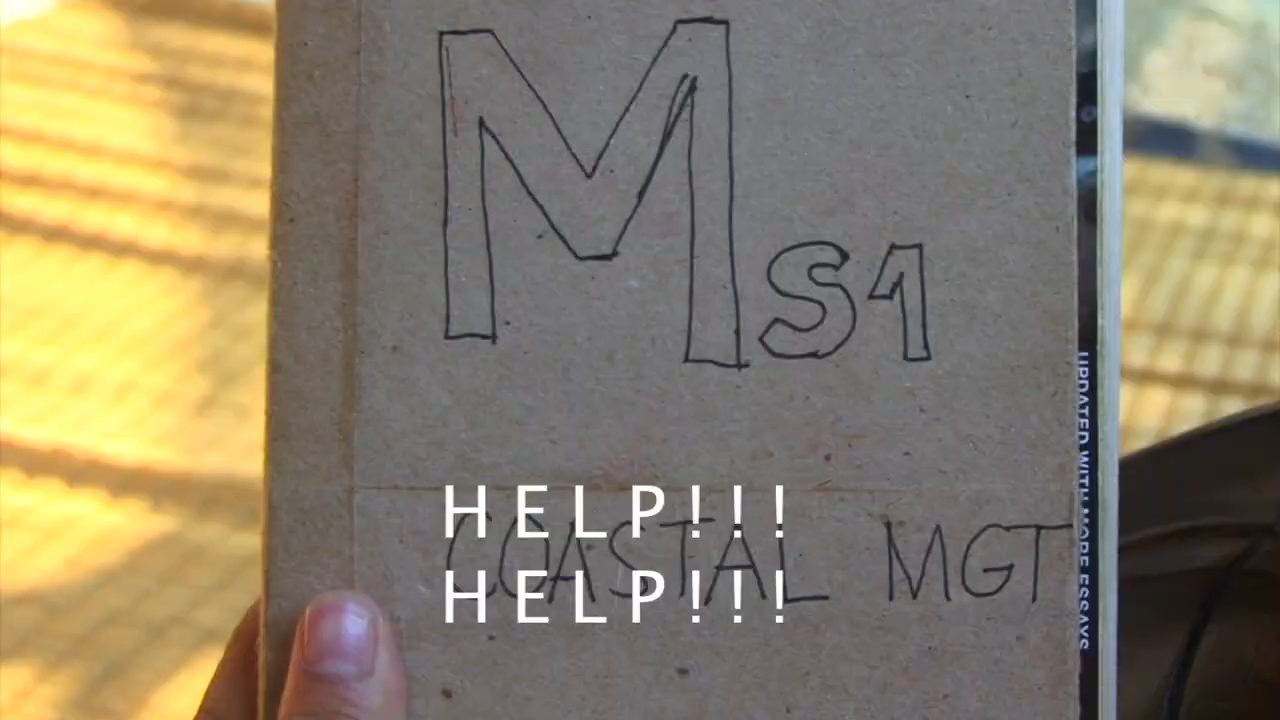 Ms1
HELP!!!
COASTAL MGT
HELP!!!
UPDATED WITH MORE ESSAYS